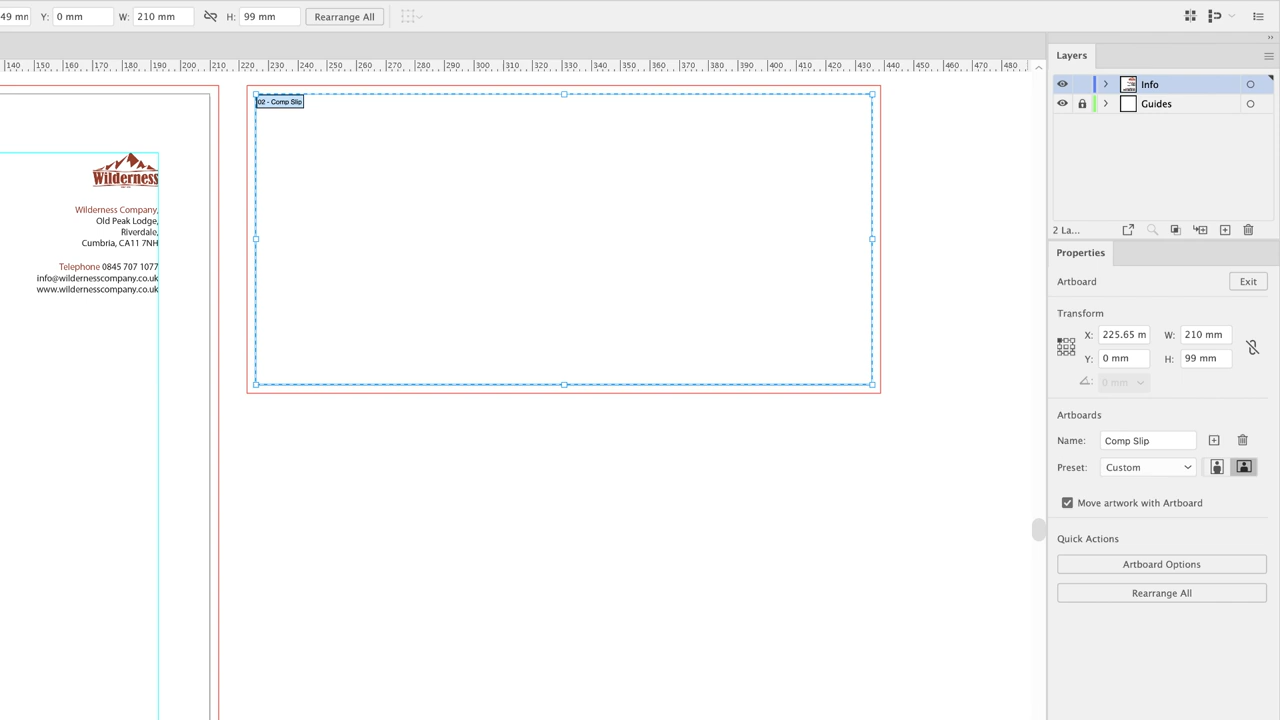 49 mm Y: 0 mm W: 210 mm H: 99 mm Rearrange All
140 150 160 170 180 190 200 210 220 230 240 250 260 270 280 290 300 310 320 330 340 350 360 370 380 390 400 410 420 430 440 450 460 470 480
02 - Comp Slip
Wilderness
Wilderness Company,
Old Peak Lodge,
Riverdale,
Cumbria, CA11 7NH
Telephone 0845 707 1077
info@wildernesscompany.co.uk
www.wildernesscompany.co.uk
Layers
Info
Guides
2 La...
Properties
Artboard Exit
Transform
X: 225.65 m W: 210 mm
Y: 0 mm H: 99 mm
0 mm
Artboards
Name: Comp Slip
Preset: Custom
Move artwork with Artboard
Quick Actions
Artboard Options
Rearrange All